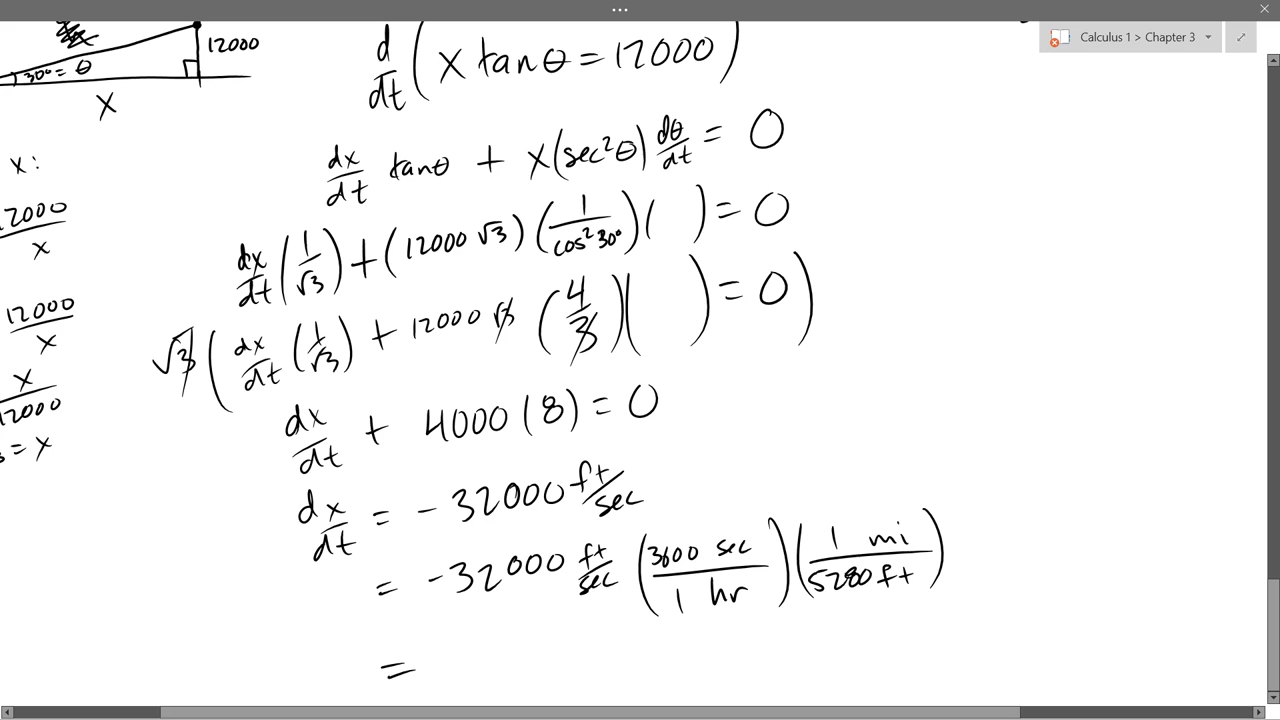 Calculus 1 > Chapter 3
12000
30° = θ
x
x:
12000
x
12000
x
x
12000
= x
d/dt (x tanθ = 12000)
dx/dt tanθ + x(sec²θ) dθ/dt = 0
dx/dt (1/√3) + (12000 √3) (1/cos² 30°)( ) = 0
√3 (dx/dt (1/√3) + 12000 √3 (4/3)( ) = 0)
dx/dt + 4000 (8) = 0
dx/dt = - 32000 ft/sec
= -32000 ft/sec (3600 sec/1 hr)(1 mi/5280 ft)
=